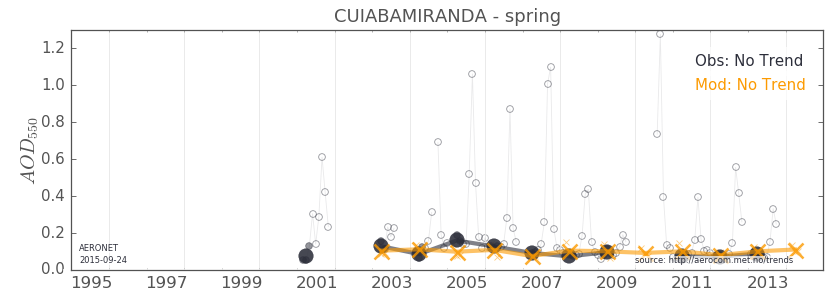 CUIABAMIRANDA - spring
1.2
1.0
0.8
0.6
0.4
0.2
0.0
AOD550
Obs: No Trend
Mod: No Trend
AERONET
2015-09-24
source: http://aerocom.met.no/trends
1995 1997 1999 2001 2003 2005 2007 2009 2011 2013